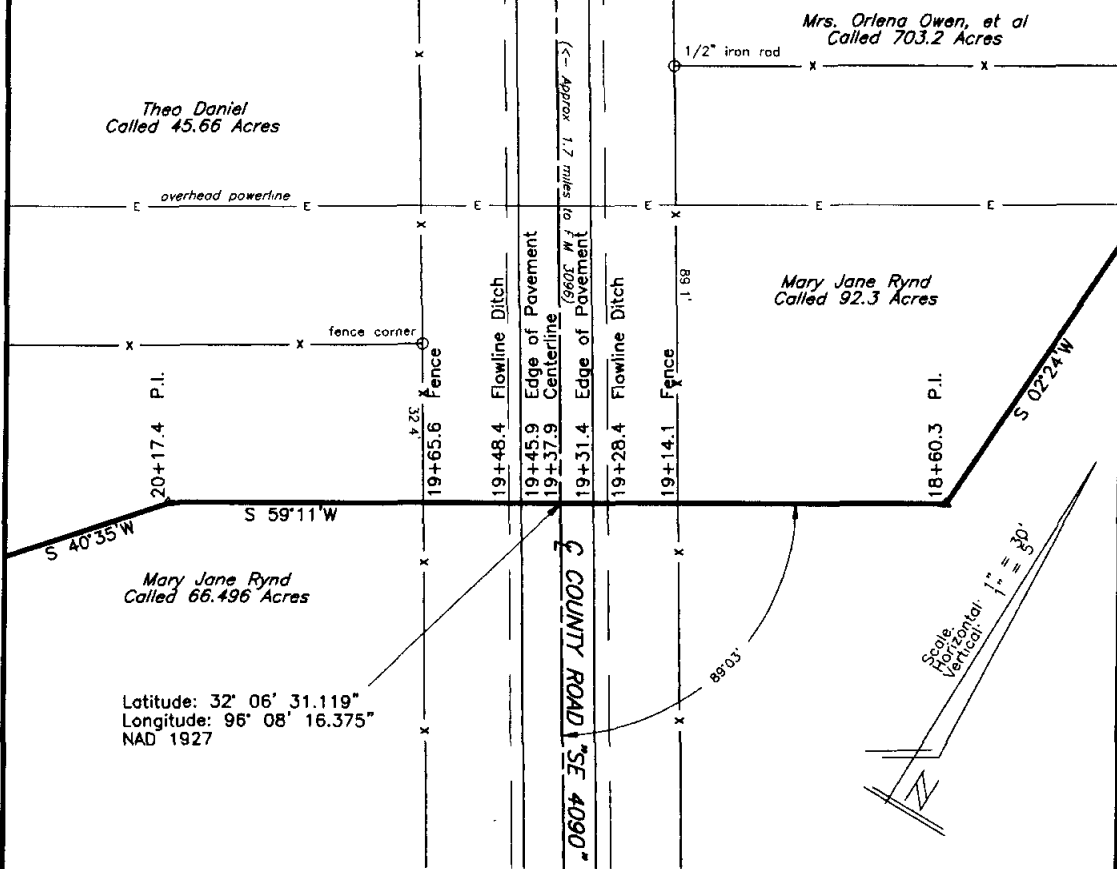 Mrs. Orlena Owen, et al
Called 703.2 Acres
1/2" iron rod
(<- Approx 1.7 miles to FM 3096)
Theo Daniel
Called 45.66 Acres
overhead powerline
E
E
E
E
E
E
Mary Jane Rynd
Called 92.3 Acres
89.1'
fence corner
32.4'
20+17.4 P.I.
19+65.6 Fence
19+48.4 Flowline Ditch
19+45.9 Edge of Pavement
19+37.9 Centerline
19+31.4 Edge of Pavement
19+28.4 Flowline Ditch
19+14.1 Fence
18+60.3 P.I.
S 02°24'W
S 40°35'W
S 59°11'W
Mary Jane Rynd
Called 66.496 Acres
℄ COUNTY ROAD "SE 4090"
89°03'
Latitude: 32° 06' 31.119"
Longitude: 96° 08' 16.375"
NAD 1927
Scale:
Horizontal: 1" = 30'
Vertical: 1" = 30'
N